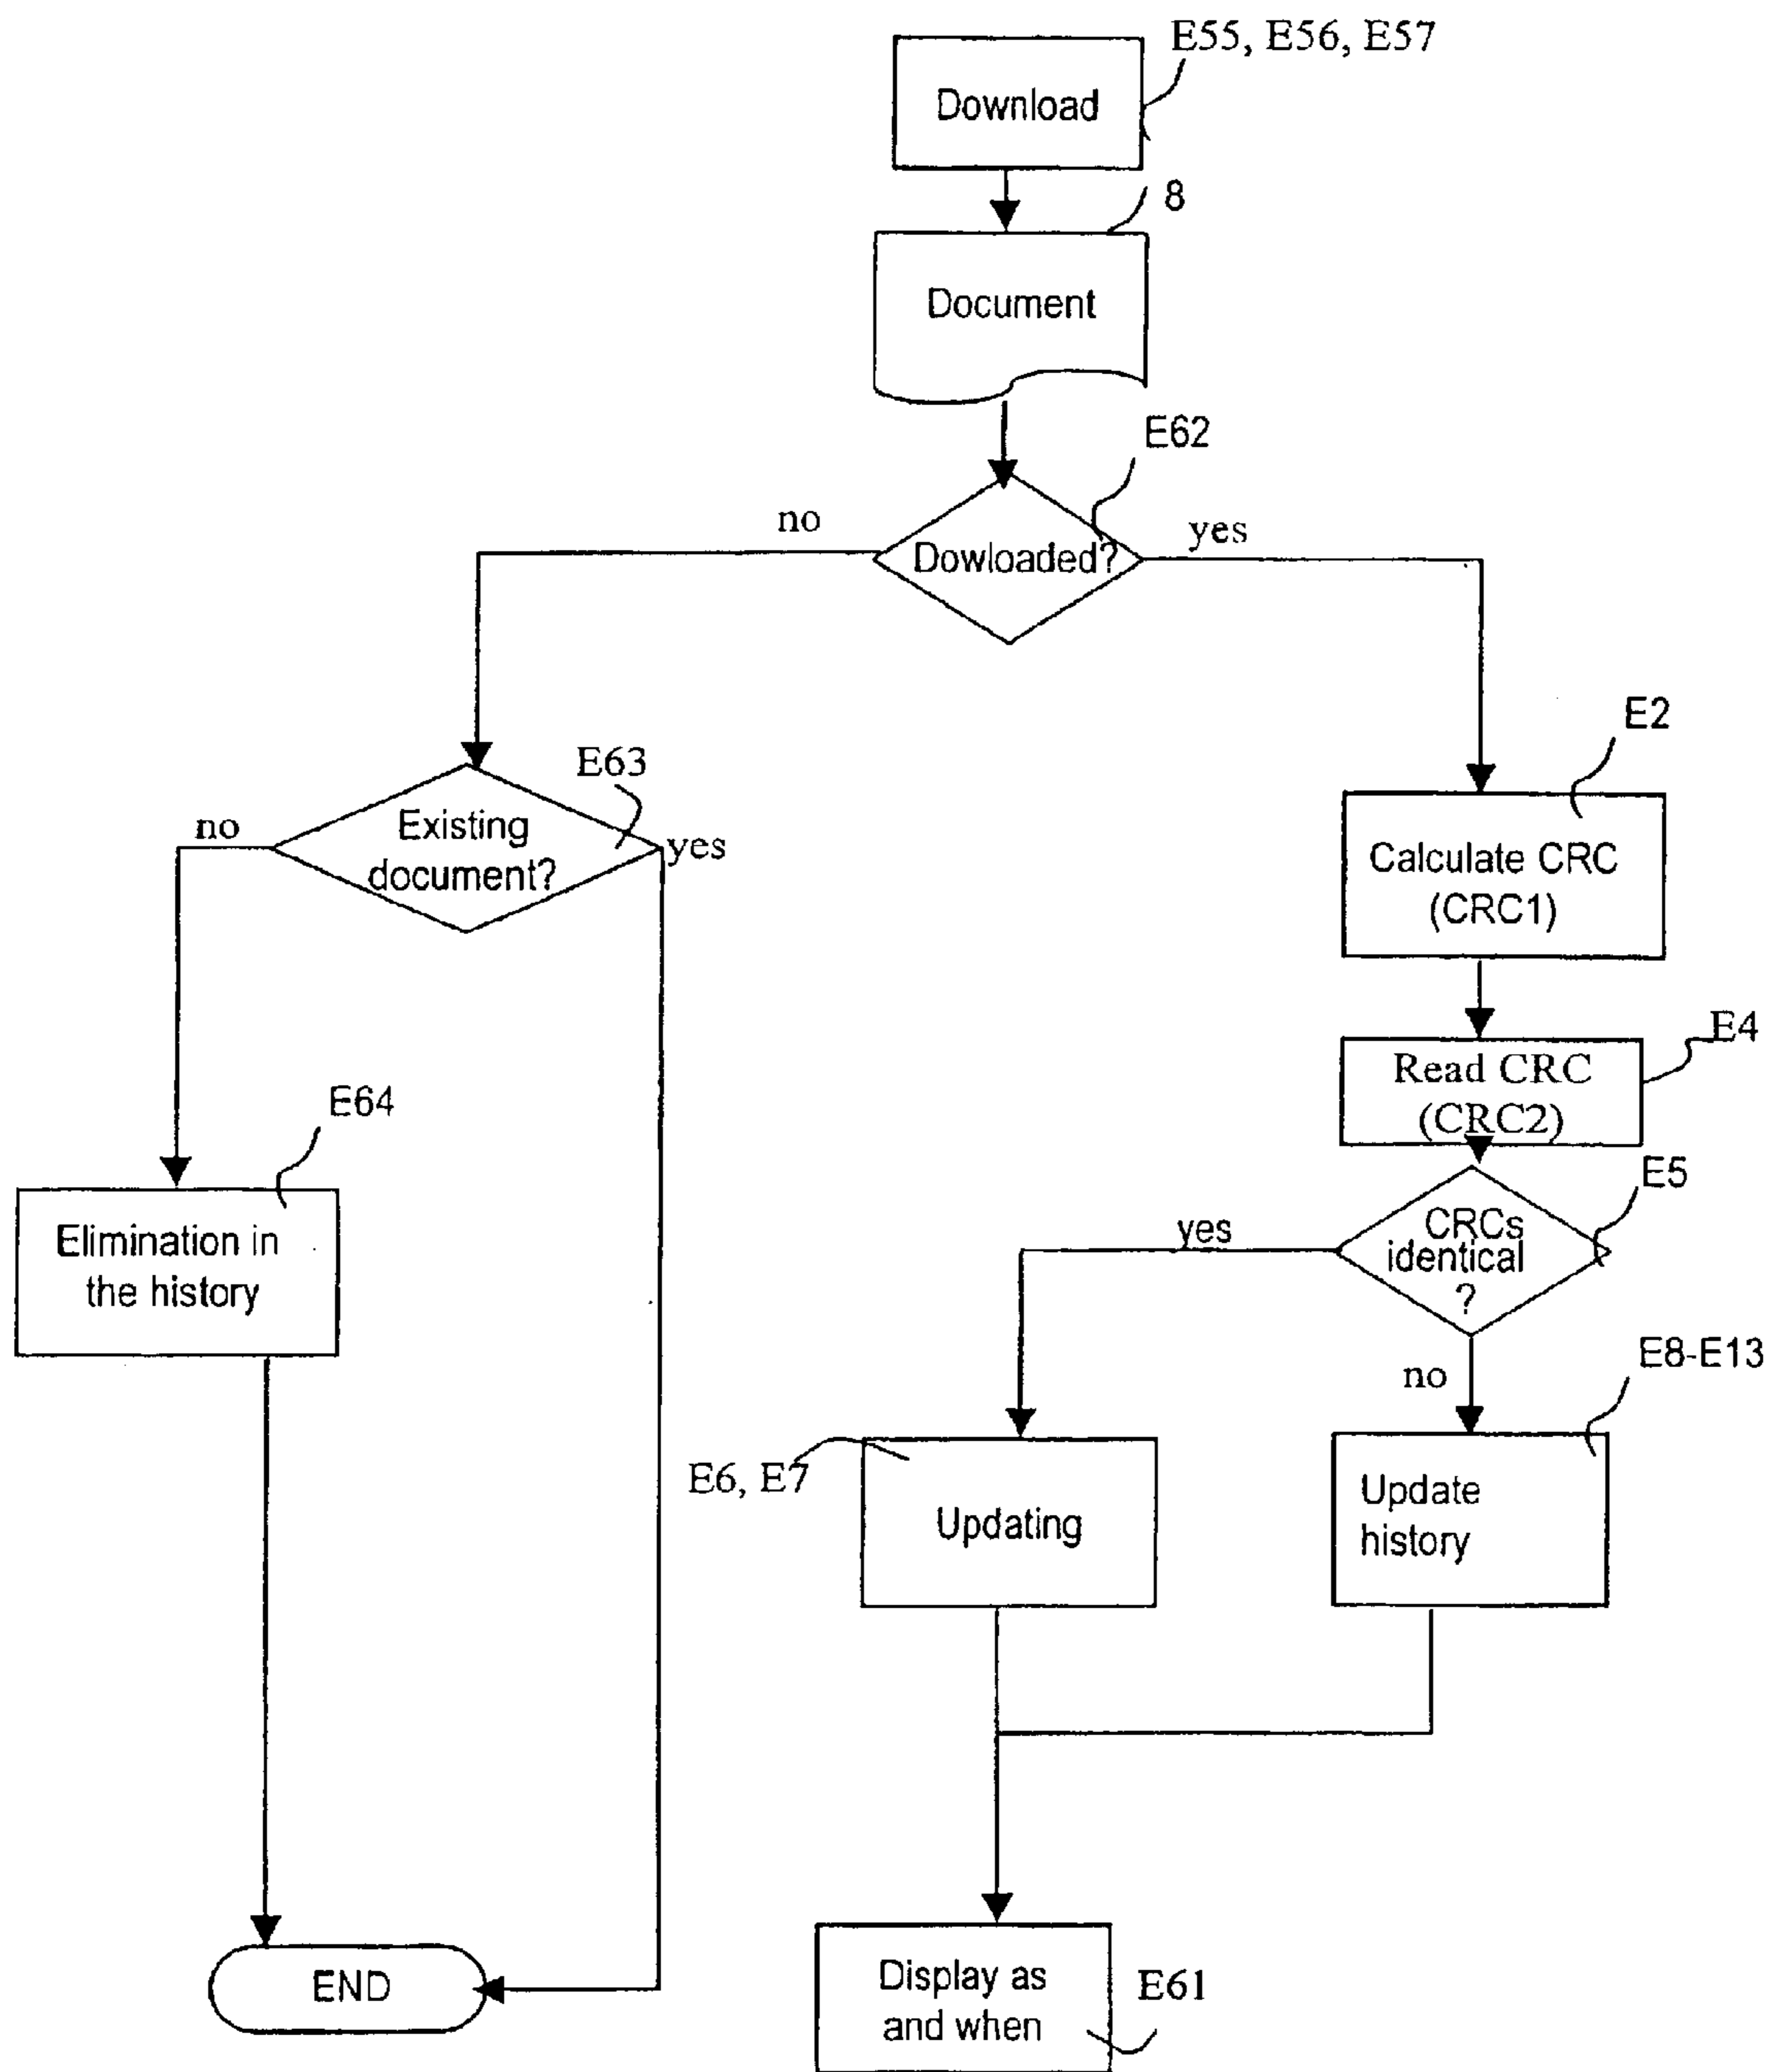 E55, E56, E57
Download
8
Document
E62
no
Dowloaded?
yes
E2
E63
Existing
document?
no
yes
Calculate CRC
(CRC1)
E4
Read CRC
(CRC2)
E64
E5
Elimination in
the history
yes
CRCs
identical
?
E8-E13
no
E6, E7
Updating
Update
history
END
Display as
and when
E61